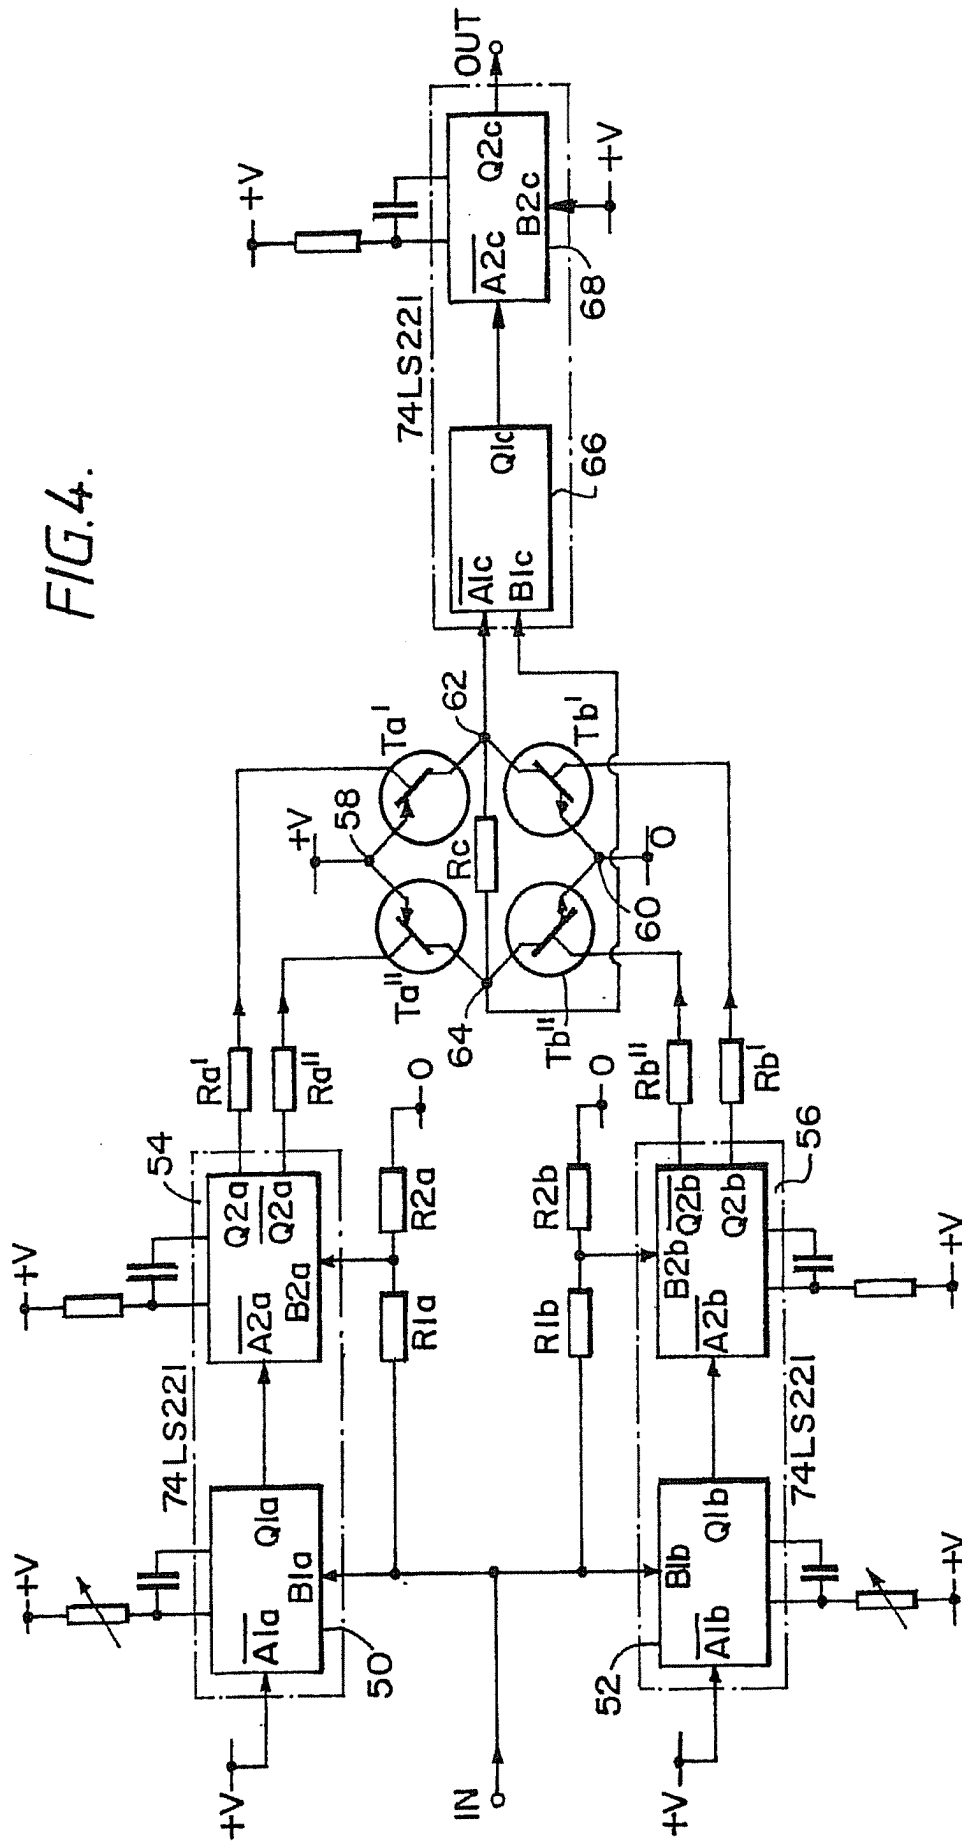 FIG.4.
+V
+V
74LS221
54
A1a
B1a
Q1a
50
A2a
B2a
Q2a
Q2a
Ra'
Ra"
R1a
R2a
0
+V
IN
+V
58
Ta"
Ta'
Rc
62
64
Tb"
Tb'
60
0
+V
74LS221
A1c
B1c
Q1c
66
A2c
B2c
Q2c
68
+V
OUT
R1b
R2b
0
+V
52
A1b
B1b
Q1b
A2b
B2b
Q2b
Q2b
56
Rb"
Rb'
74LS221
+V
+V